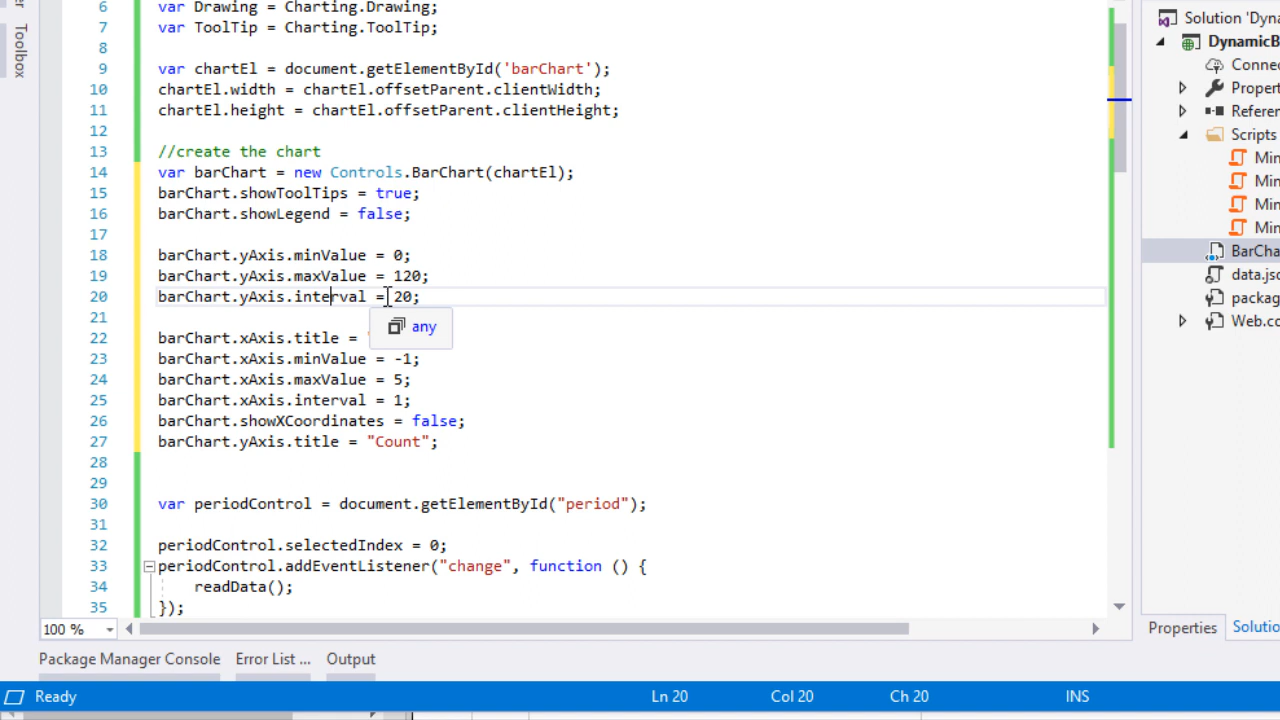 6 var Drawing = Charting.Drawing;
7 var ToolTip = Charting.ToolTip;
8
9 var chartEl = document.getElementById('barChart');
10 chartEl.width = chartEl.offsetParent.clientWidth;
11 chartEl.height = chartEl.offsetParent.clientHeight;
12
13 //create the chart
14 var barChart = new Controls.BarChart(chartEl);
15 barChart.showToolTips = true;
16 barChart.showLegend = false;
17
18 barChart.yAxis.minValue = 0;
19 barChart.yAxis.maxValue = 120;
20 barChart.yAxis.interval = 20;
any
21
22 barChart.xAxis.title =
23 barChart.xAxis.minValue = -1;
24 barChart.xAxis.maxValue = 5;
25 barChart.xAxis.interval = 1;
26 barChart.showXCoordinates = false;
27 barChart.yAxis.title = "Count";
28
29
30 var periodControl = document.getElementById("period");
31
32 periodControl.selectedIndex = 0;
33 periodControl.addEventListener("change", function () {
34 readData();
35 });
100 %
Toolbox
Solution 'Dyna
DynamicB
Connec
Propert
Referen
Scripts
Min
Min
Min
Min
BarCha
data.jso
packag
Web.co
Properties Solutio
Package Manager Console Error List ... Output
Ready Ln 20 Col 20 Ch 20 INS